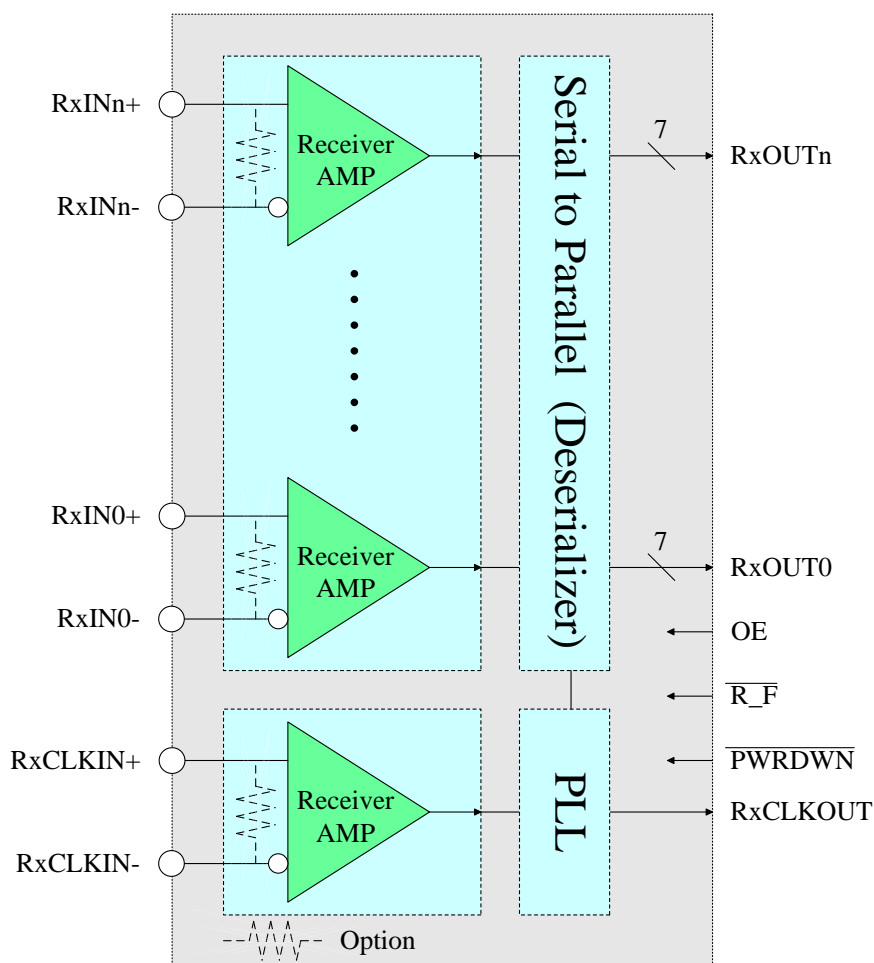 RxINn+
RxINn-
Receiver
AMP
Serial to Parallel (Deserializer)
7
RxOUTn
RxIN0+
RxIN0-
Receiver
AMP
7
RxOUT0
OE
R_F
PWRDWN
RxCLKIN+
RxCLKIN-
Receiver
AMP
PLL
RxCLKOUT
Option